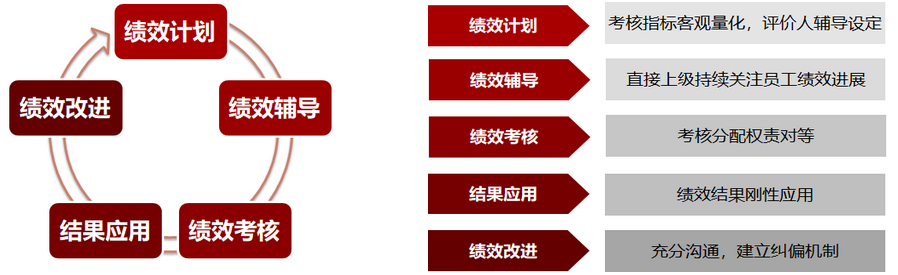 绩效计划
绩效改进
绩效辅导
结果应用
绩效考核
绩效计划 考核指标客观量化，评价人辅导设定
绩效辅导 直接上级持续关注员工绩效进展
绩效考核 考核分配权责对等
结果应用 绩效结果刚性应用
绩效改进 充分沟通，建立纠偏机制